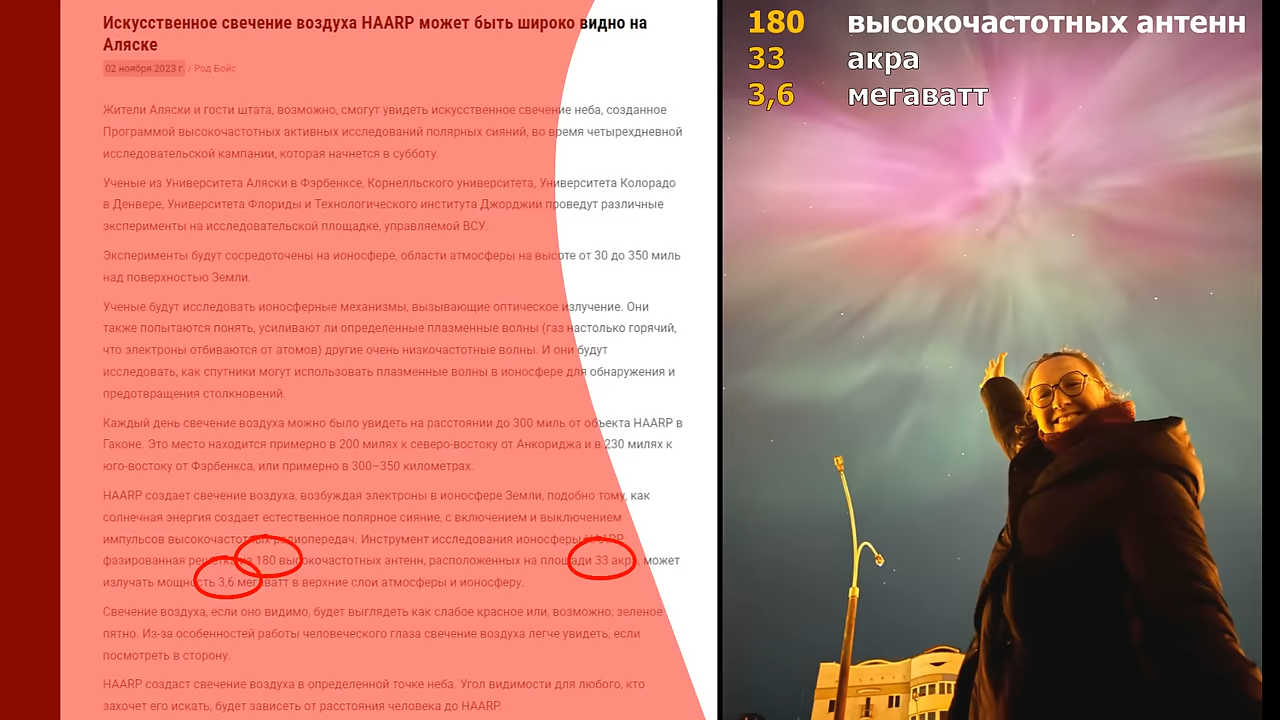 Искусственное свечение воздуха HAARP может быть широко видно на
Аляске
02 ноября 2023 г. / Род Бойс
Жители Аляски и гости штата, возможно, смогут увидеть искусственное свечение неба, созданное
Программой высокочастотных активных исследований полярных сияний, во время четырехдневной
исследовательской кампании, которая начнется в субботу.
Ученые из Университета Аляски в Фэрбенксе, Корнелльского университета, Университета Колорадо
в Денвере, Университета Флориды и Технологического института Джорджии проведут различные
эксперименты на исследовательской площадке, управляемой ВСУ.
Эксперименты будут сосредоточены на ионосфере, области атмосферы на высоте от 30 до 350 миль
над поверхностью Земли.
Ученые будут исследовать ионосферные механизмы, вызывающие оптическое излучение. Они
также попытаются понять, усиливают ли определенные плазменные волны (газ настолько горячий,
что электроны отбиваются от атомов) другие очень низкочастотные волны. И они будут
исследовать, как спутники могут использовать плазменные волны в ионосфере для обнаружения и
предотвращения столкновений.
Каждый день свечение воздуха можно было увидеть на расстоянии до 300 миль от объекта HAARP в
Гаконе. Это место находится примерно в 200 милях к северо-востоку от Анкориджа и в 230 милях к
юго-востоку от Фэрбенкса, или примерно в 300–350 километрах.
HAARP создает свечение воздуха, возбуждая электроны в ионосфере Земли, подобно тому, как
солнечная энергия создает естественное полярное сияние, с включением и выключением
импульсов высокочастотных радиопередач. Инструмент исследования ионосферы HAARP,
фазированная решетка из 180 высокочастотных антенн, расположенных на площади 33 акра, может
излучать мощность 3,6 мегаватт в верхние слои атмосферы и ионосферу.
Свечение воздуха, если оно видимо, будет выглядеть как слабое красное или, возможно, зеленое
пятно. Из-за особенностей работы человеческого глаза свечение воздуха легче увидеть, если
посмотреть в сторону.
HAARP создаст свечение воздуха в определенной точке неба. Угол видимости для любого, кто
захочет его искать, будет зависеть от расстояния человека до HAARP.
180 высокочастотных антенн
33 акра
3,6 мегаватт